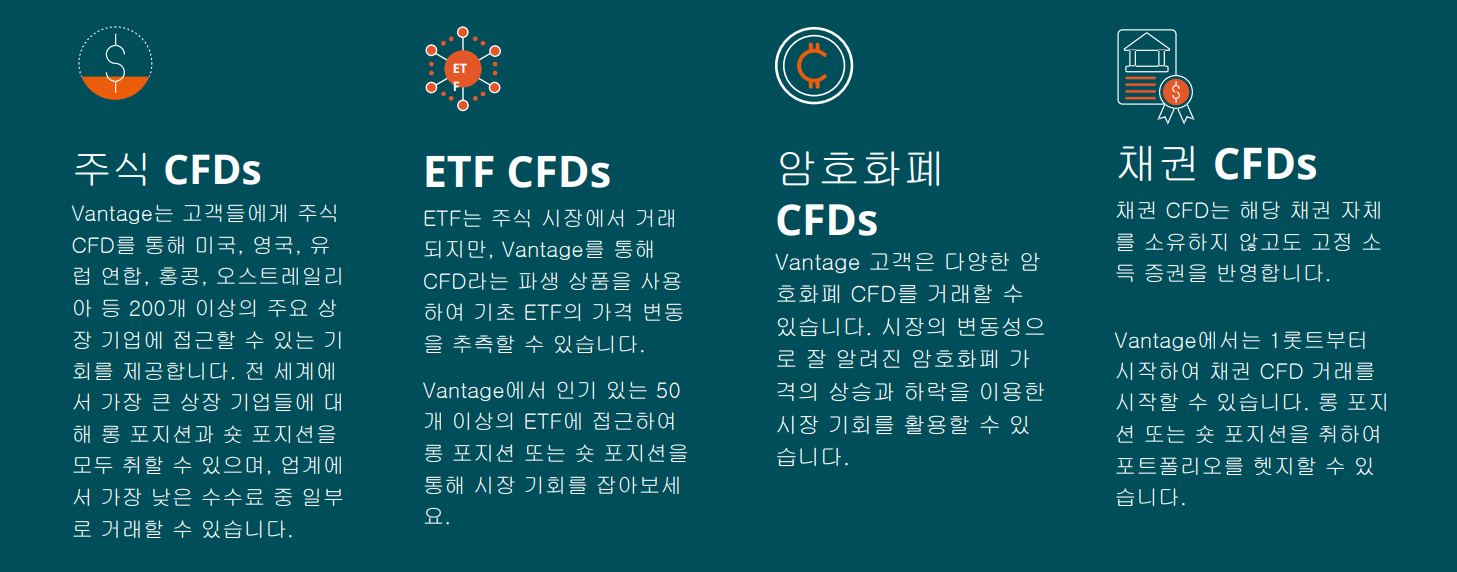 ET
F
주식 CFDs
Vantage는 고객들에게 주식
CFD를 통해 미국, 영국, 유
럽 연합, 홍콩, 오스트레일리
아 등 200개 이상의 주요 상
장 기업에 접근할 수 있는 기
회를 제공합니다. 전 세계에
서 가장 큰 상장 기업들에 대
해 롱 포지션과 숏 포지션을
모두 취할 수 있으며, 업계에
서 가장 낮은 수수료 중 일부
로 거래할 수 있습니다.
ETF CFDs
ETF는 주식 시장에서 거래
되지만, Vantage를 통해
CFD라는 파생 상품을 사용
하여 기초 ETF의 가격 변동
을 추측할 수 있습니다.
Vantage에서 인기 있는 50
개 이상의 ETF에 접근하여
롱 포지션 또는 숏 포지션을
통해 시장 기회를 잡아보세
요.
암호화폐
CFDs
Vantage 고객은 다양한 암
호화폐 CFD를 거래할 수
있습니다. 시장의 변동성으
로 잘 알려진 암호화폐 가
격의 상승과 하락을 이용한
시장 기회를 활용할 수 있
습니다.
채권 CFDs
채권 CFD는 해당 채권 자체
를 소유하지 않고도 고정 소
득 증권을 반영합니다.
Vantage에서는 1롯트부터
시작하여 채권 CFD 거래를
시작할 수 있습니다. 롱 포지
션 또는 숏 포지션을 취하여
포트폴리오를 헷지할 수 있
습니다.